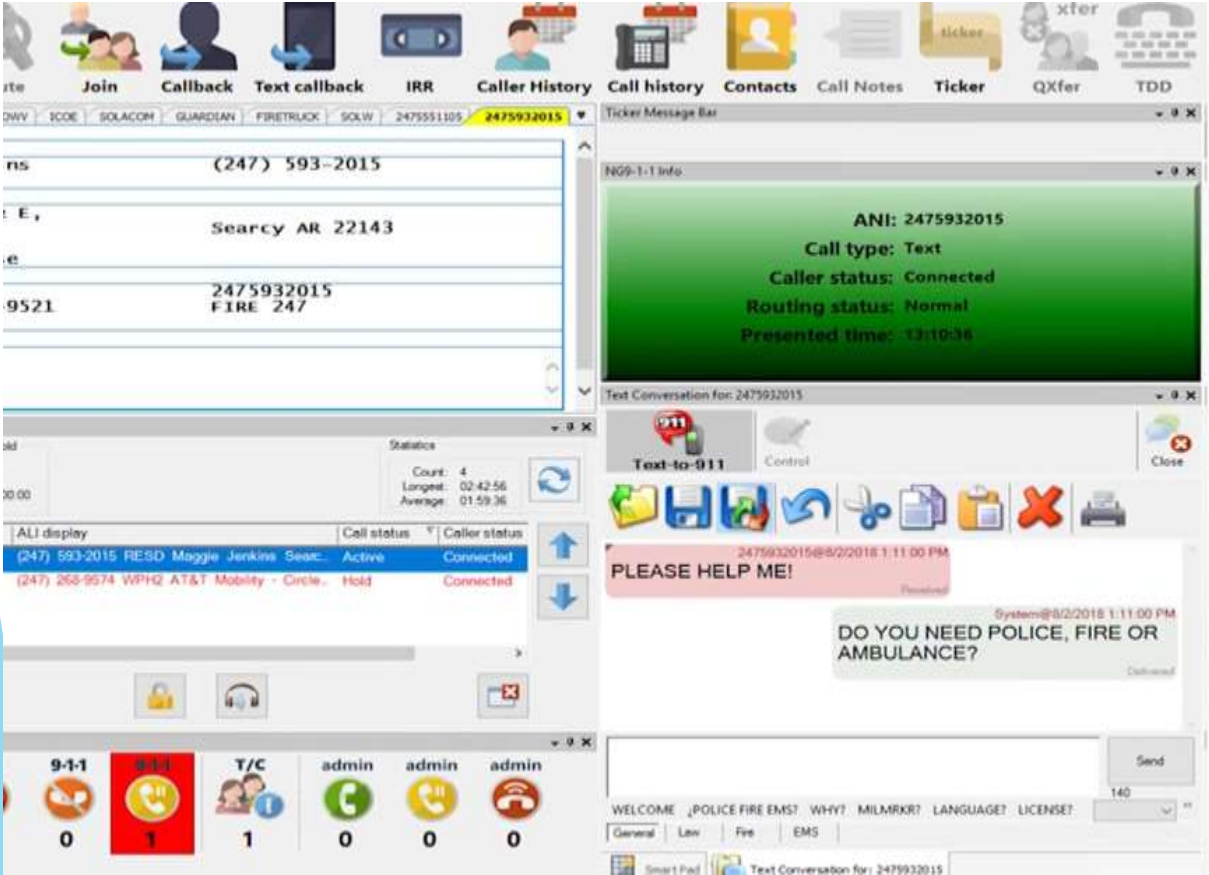 Join Callback Text callback IRR Caller History Call history Contacts Call Notes Ticker QXfer TDD
xfer
ticker
ICOE SOLACOM GUARDIAN FIRETRUCK SOLW 2475551105 2475932015
Ticker Message Bar
ns (247) 593-2015
E,
Searcy AR 22143
9521
2475932015
FIRE 247
NG9-1-1 Info
ANI: 2475932015
Call type: Text
Caller status: Connected
Routing status: Normal
Presented time: 13:10:36
Statistics
Count: 4
Longest: 02:42:56
Average: 01:59:36
00:00
ALI display Call status Caller status
(247) 593-2015 RESD Maggie Jenkins Searc.. Active Connected
(247) 268-9574 WPH2 AT&T Mobility - Circle.. Hold Connected
9-1-1 9-1-1 T/C admin admin admin
0 1 1 0 0 0
Text Conversation for: 2475932015
911
Text-to-911 Control Close
2475932015@8/2/2018 1:11:00 PM
PLEASE HELP ME!
Received
System@8/2/2018 1:11:00 PM
DO YOU NEED POLICE, FIRE OR
AMBULANCE?
Delivered
Send
140
WELCOME ¿POLICE FIRE EMS? WHY? MILMRKR? LANGUAGE? LICENSE?
General Law Fire EMS
Smart Pad Text Conversation for: 2475932015